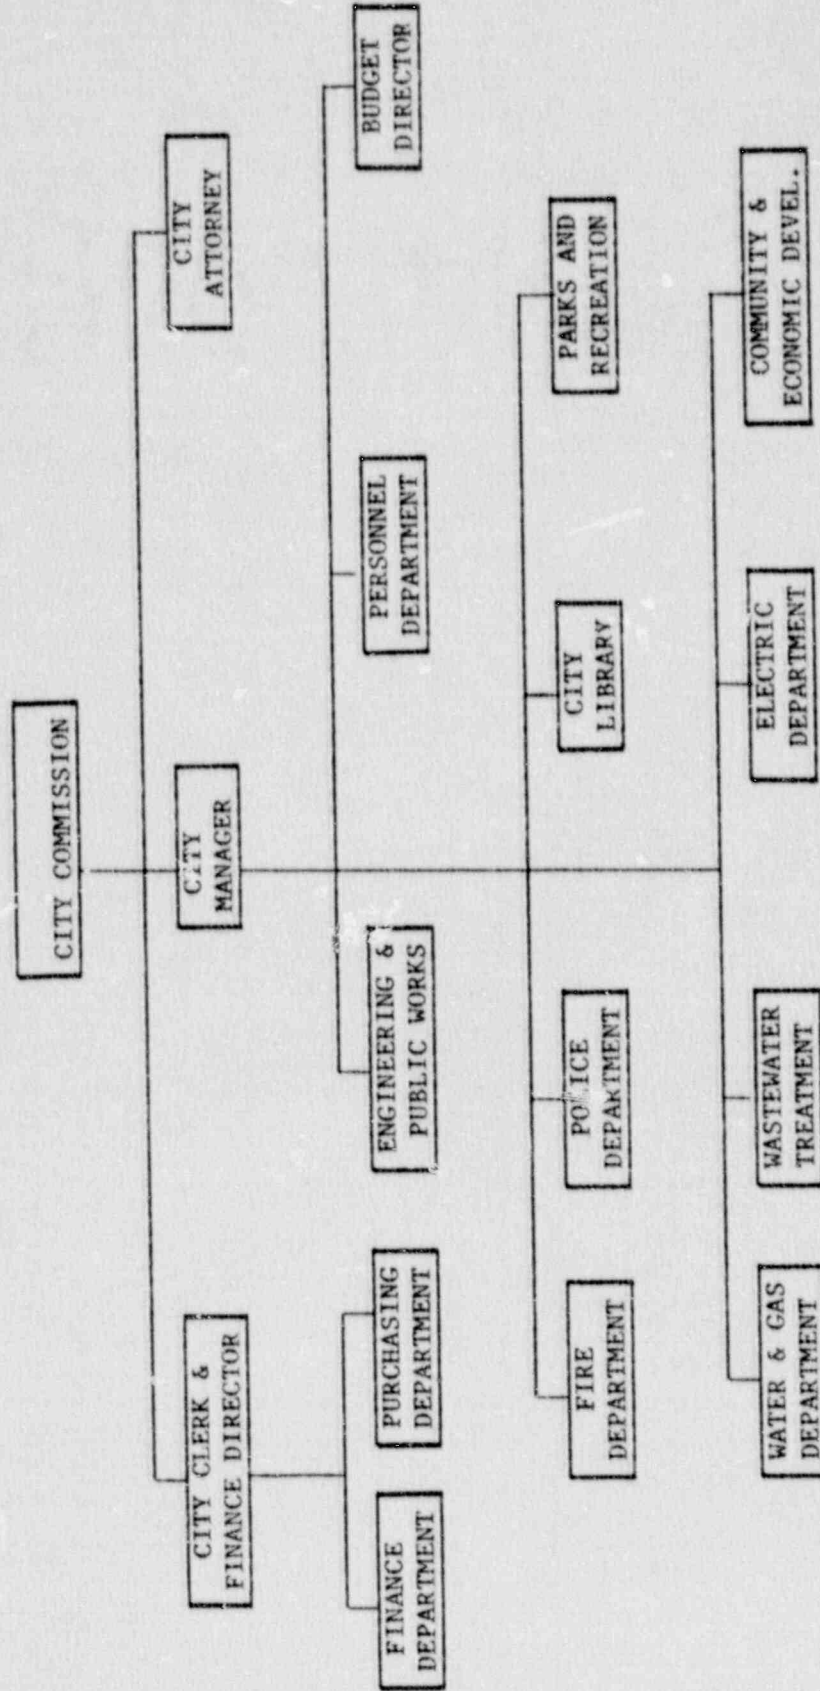 CITY COMMISSION
CITY CLERK &
FINANCE DIRECTOR
CITY
MANAGER
CITY
ATTORNEY
FINANCE
DEPARTMENT
PURCHASING
DEPARTMENT
ENGINEERING &
PUBLIC WORKS
PERSONNEL
DEPARTMENT
BUDGET
DIRECTOR
FIRE
DEPARTMENT
POLICE
DEPARTMENT
CITY
LIBRARY
PARKS AND
RECREATION
WATER & GAS
DEPARTMENT
WASTEWATER
TREATMENT
ELECTRIC
DEPARTMENT
COMMUNITY &
ECONOMIC DEVEL.